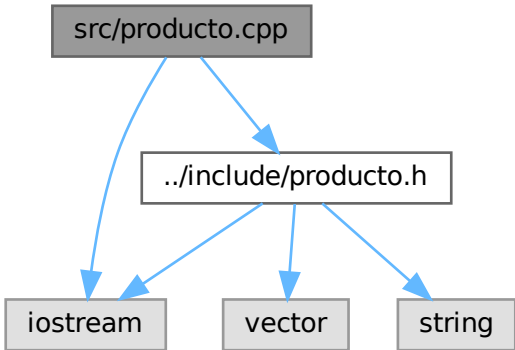 src/producto.cpp
../include/producto.h
iostream
vector
string